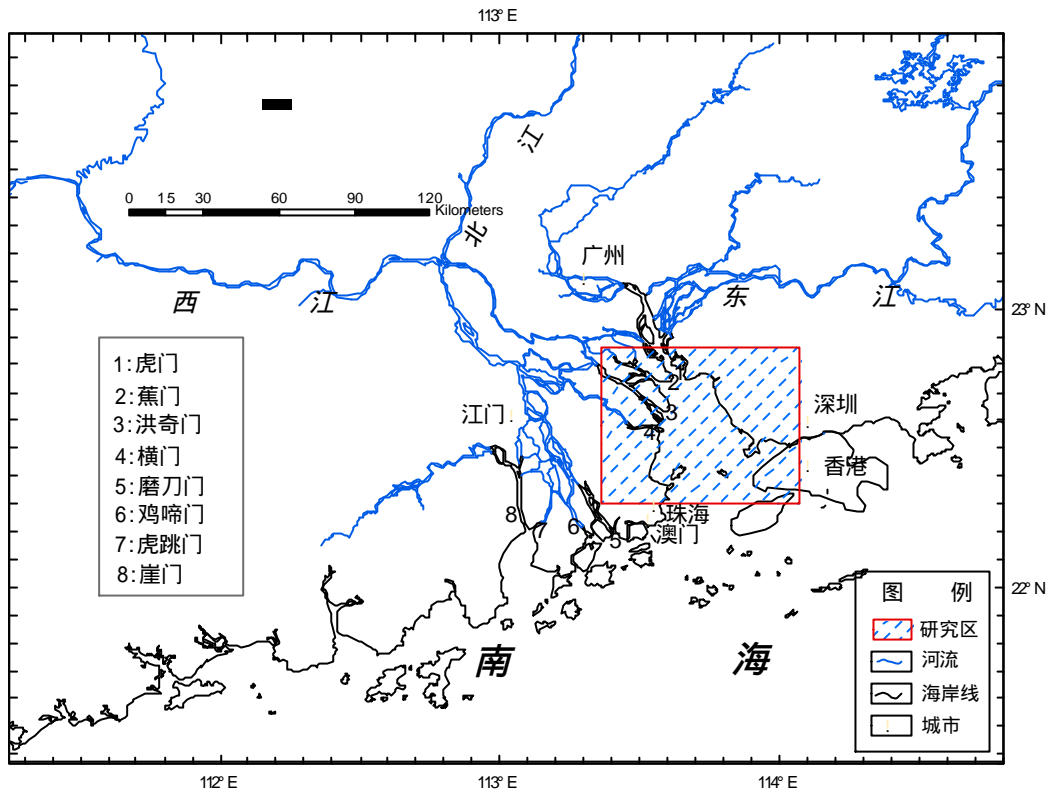 113° E
江
0 15 30 60 90 120
Kilometers
北
广州
西 江
东 江
23° N
1:虎门
2:蕉门
3:洪奇门
4:横门
5:磨刀门
6:鸡啼门
7:虎跳门
8:崖门
2
3
4
江门
深圳
香港
8
7
6
5
珠海
澳门
22° N
南 海
图 例
研究区
河流
海岸线
城市
112° E
113° E
114° E